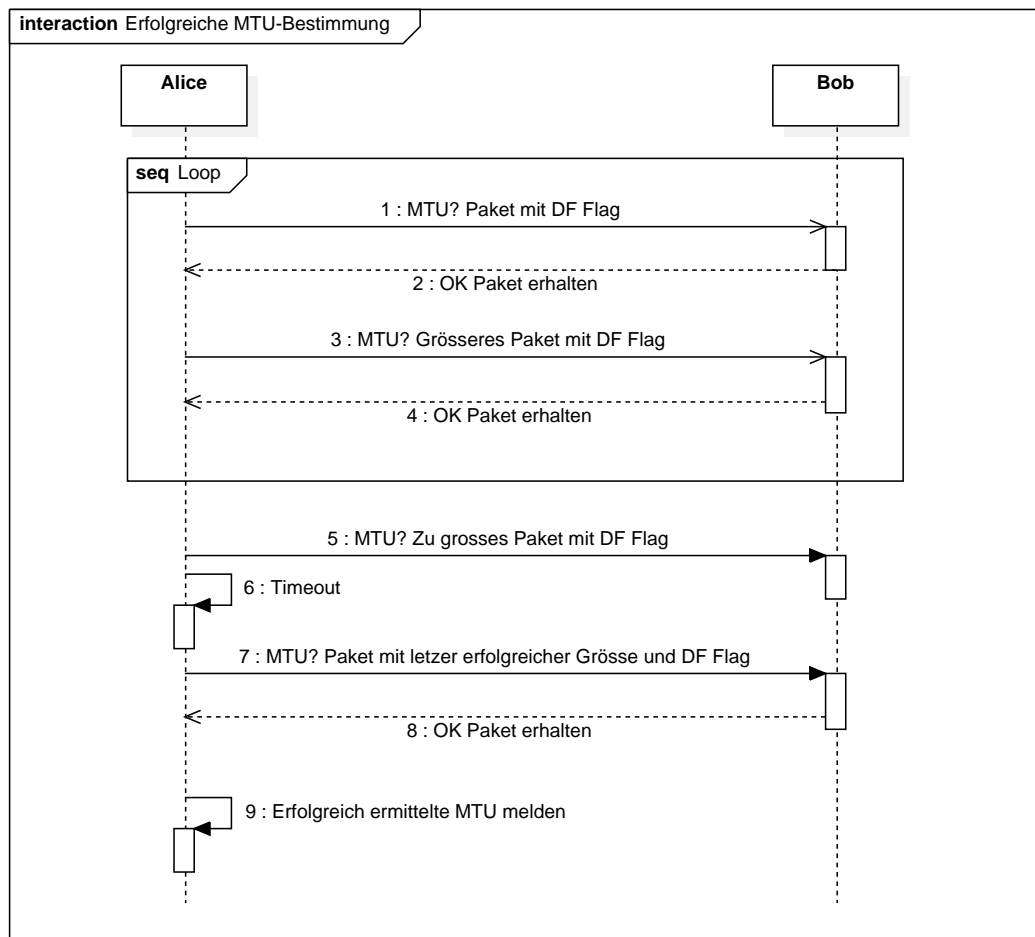 interaction Erfolgreiche MTU-Bestimmung
Alice
Bob
seq Loop
1 : MTU? Paket mit DF Flag
2 : OK Paket erhalten
3 : MTU? Grösseres Paket mit DF Flag
4 : OK Paket erhalten
5 : MTU? Zu grosses Paket mit DF Flag
6 : Timeout
7 : MTU? Paket mit letzer erfolgreicher Grösse und DF Flag
8 : OK Paket erhalten
9 : Erfolgreich ermittelte MTU melden